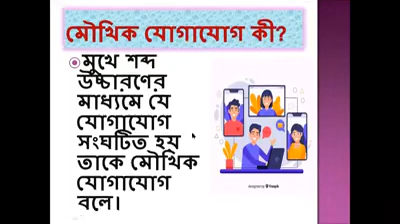 মৌখিক যোগাযোগ কী?
মুখে শব্দ
উচ্চারণের
মাধ্যমে যে
যোগাযোগ
সংঘটিত হয
তাকে মৌখিক
যোগাযোগ
বলে।